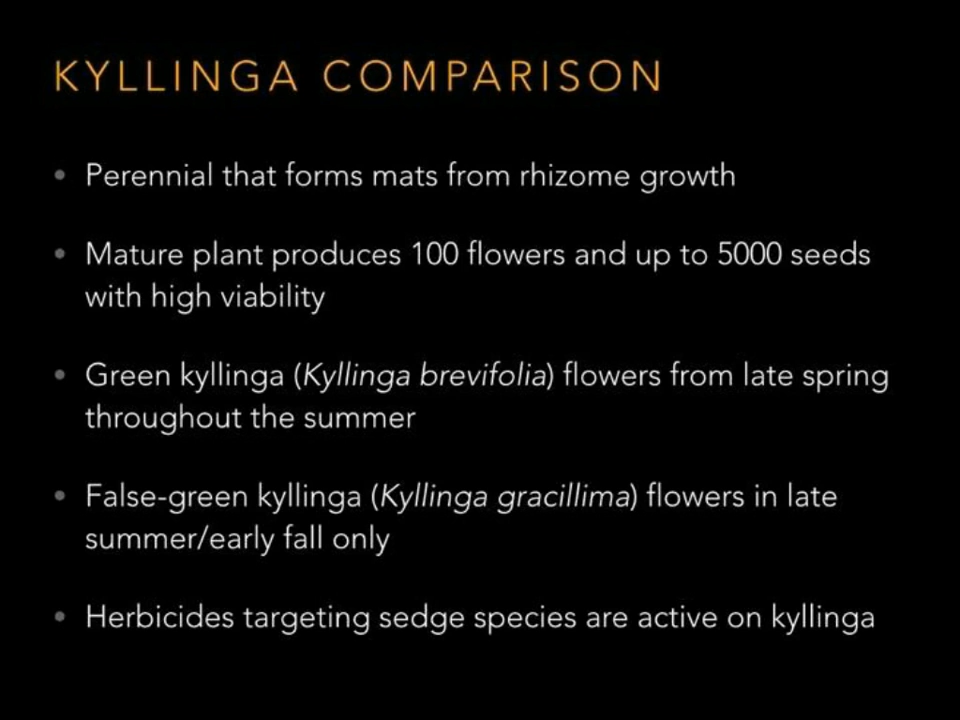 KYLLINGA COMPARISON
• Perennial that forms mats from rhizome growth
• Mature plant produces 100 flowers and up to 5000 seeds
with high viability
• Green kyllinga (Kyllinga brevifolia) flowers from late spring
throughout the summer
• False-green kyllinga (Kyllinga gracillima) flowers in late
summer/early fall only
• Herbicides targeting sedge species are active on kyllinga